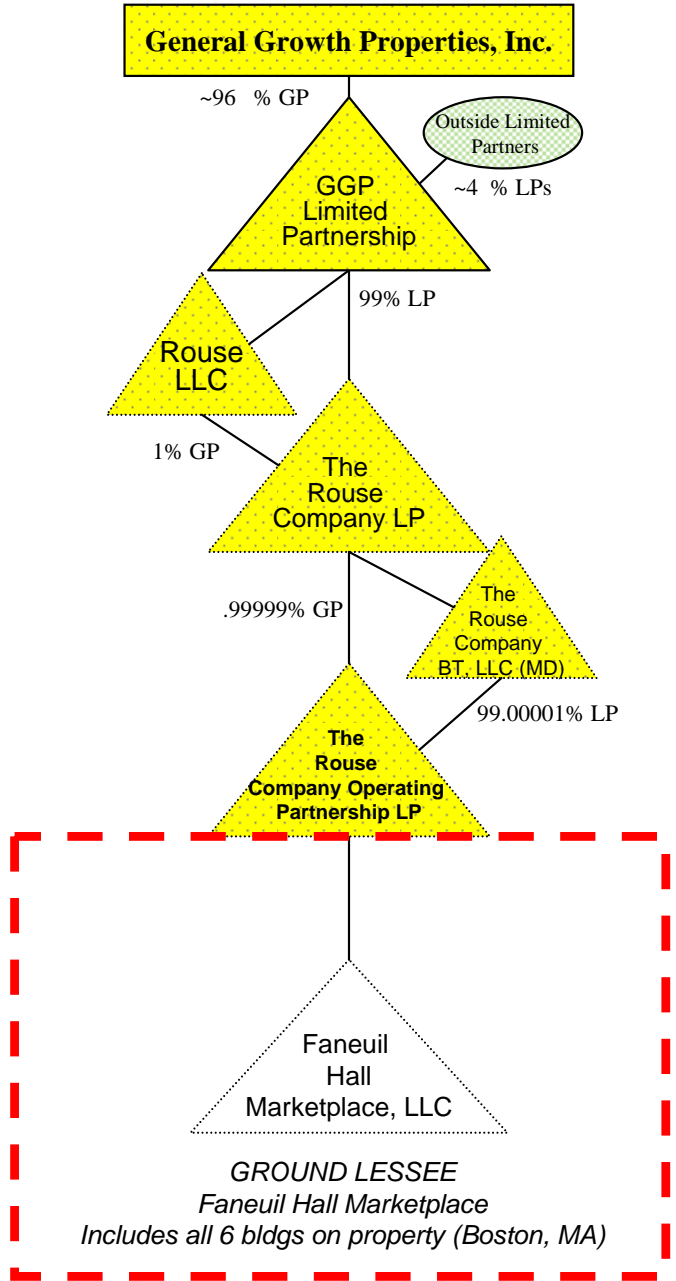 General Growth Properties, Inc.
~96 % GP
Outside Limited
Partners
~4 % LPs
GGP
Limited
Partnership
99% LP
Rouse
LLC
1% GP
The
Rouse
Company LP
.99999% GP
The
Rouse
Company
BT, LLC (MD)
99.00001% LP
The
Rouse
Company Operating
Partnership LP
Faneuil
Hall
Marketplace, LLC
GROUND LESSEE
Faneuil Hall Marketplace
Includes all 6 bldgs on property (Boston, MA)